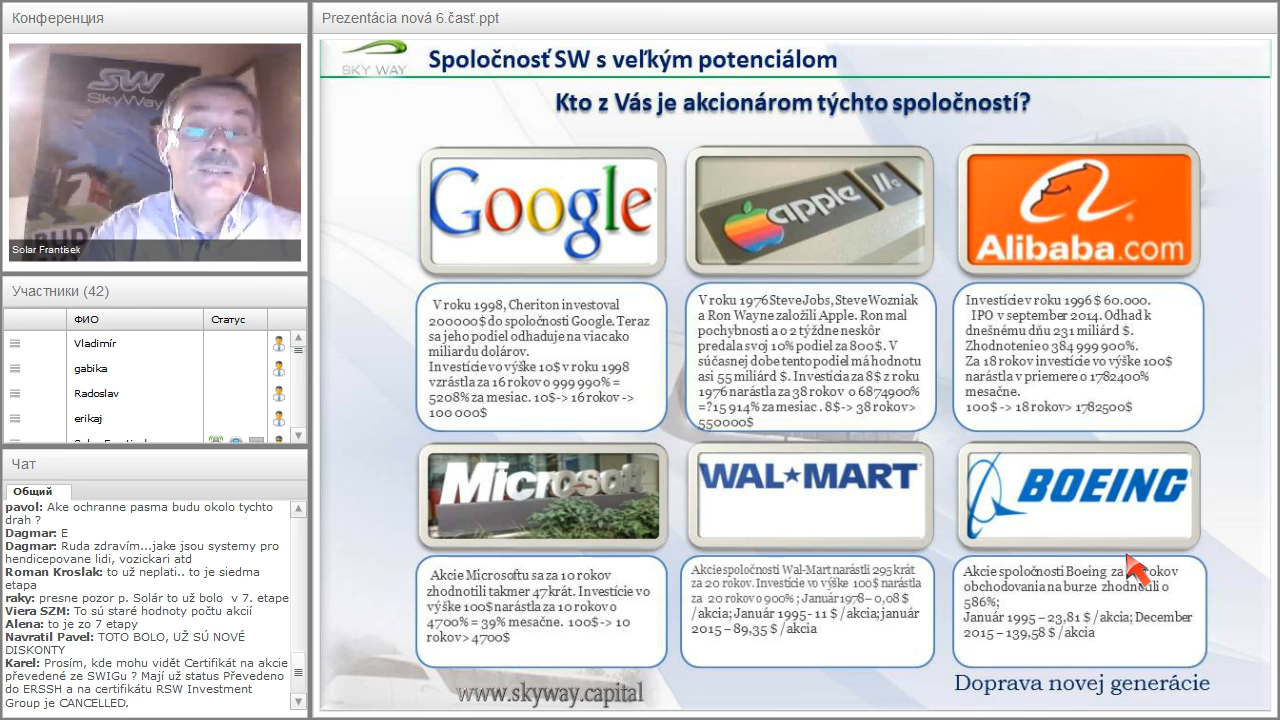 Конференция
SW
SkyWay
Solar Frantisek
Участники (42)
ФИО
Статус
Vladimír
gabika
Radoslav
erikaj
Чат
Общий
pavol: Ake ochranne pasma budu okolo tychtu
drah ?
Dagmar: E
Dagmar: Ruda zdravím...jake jsou systemy pro
hendicepovane lidi, vozickari atd
Roman Kroslak: to už neplati.. to je siedma
etapa
raky: presne pozor p. Solár to už bolo v 7. etape
Viera SZM: To sú staré hodnoty počtu akcií
Alena: to je zo 7 etapy
Navratil Pavel: TOTO BOLO, UŽ SÚ NOVÉ
DISKONTY
Karel: Prosím, kde mohu vidět Certifikát na akcie
převedené ze SWIGu ? Mají už status Převedeno
do ERSSH a na certifikátu RSW Investment
Group je CANCELLED.
Prezentácia nová 6.časť.ppt
SKY WAY
Spoločnosť SW s veľkým potenciálom
Kto z Vás je akcionárom týchto spoločností?
Google
apple
Alibaba.com
V roku 1998, Cheriton investoval
200000$ do spoločnosti Google. Teraz
sa jeho podiel odhaduje na viac ako
miliardu dolárov.
Investície vo výške 10$ v roku 1998
vzrástla za 16 rokov o 999 990% =
5208% za mesiac. 10$-> 16 rokov ->
100 000$
V roku 1976 Steve Jobs, Steve Wozniak
a Ron Wayne založili Apple. Ron mal
pochybnosti a o 2 týždne neskôr
predala svoj 10% podiel za 800$. V
súčasnej dobe tento podiel má hodnotu
asi 55 miliárd $. Investícia za 8$ z roku
1976 narástla za 38 rokov o 6874900%
=?15 914% za mesiac . 8$-> 38 rokov>
550000$
Investície v roku 1996 $ 60.000.
IPO v september 2014. Odhad k
dnešnému dňu 231 miliárd $.
Zhodnotenie o 384 999 900%.
Za 18 rokov investície vo výške 100$
narástla v priemere o 1782400%
mesačne.
100$ -> 18 rokov> 1782500$
Microsoft
WAL★MART
BOEING
Akcie Microsoftu sa za 10 rokov
zhodnotili takmer 47 krát. Investície vo
výške 100$ narástla za 10 rokov o
4700% = 39% mesačne. 100$ -> 10
rokov> 4700$
Akcie spoločnosti Wal-Mart narástli 295 krát
za 20 rokov. Investície vo výške 100$ narástla
za 20 rokov o 900% ; Január 1978 – 0,08 $
/akcia; Január 1995 - 11 $ /akcia; január
2015 – 89,35 $ /akcia
Akcie spoločnosti Boeing za rokov
obchodovania na burze zhodnotili o
586%;
Január 1995 – 23,81 $ /akcia; December
2015 – 139,58 $ /akcia
www.skyway.capital
Doprava novej generácie